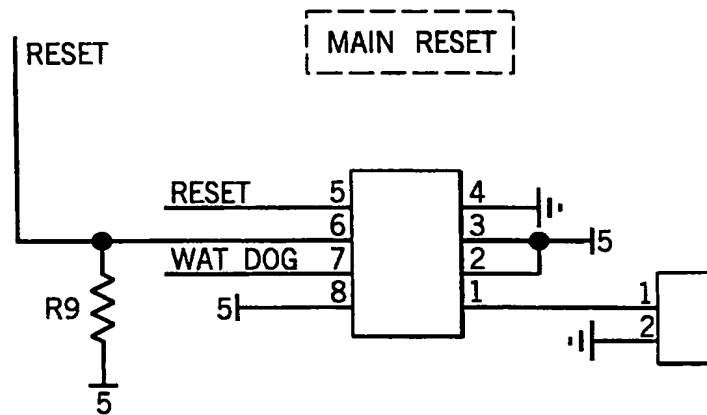 RESET
MAIN RESET
RESET 5 4
6 3 5
WAT DOG 7 2
5 8 1 1
R9 2
5